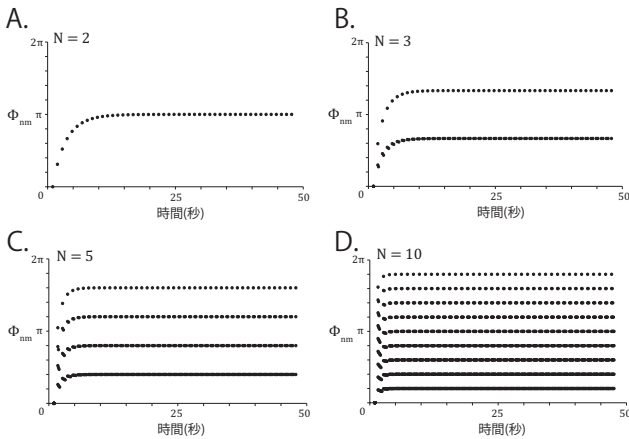 A.
N = 2
2π
Φnm π
0
25
50
時間(秒)
B.
N = 3
2π
Φnm π
0
25
50
時間(秒)
C.
N = 5
2π
Φnm π
0
25
50
時間(秒)
D.
N = 10
2π
Φnm π
0
25
50
時間(秒)